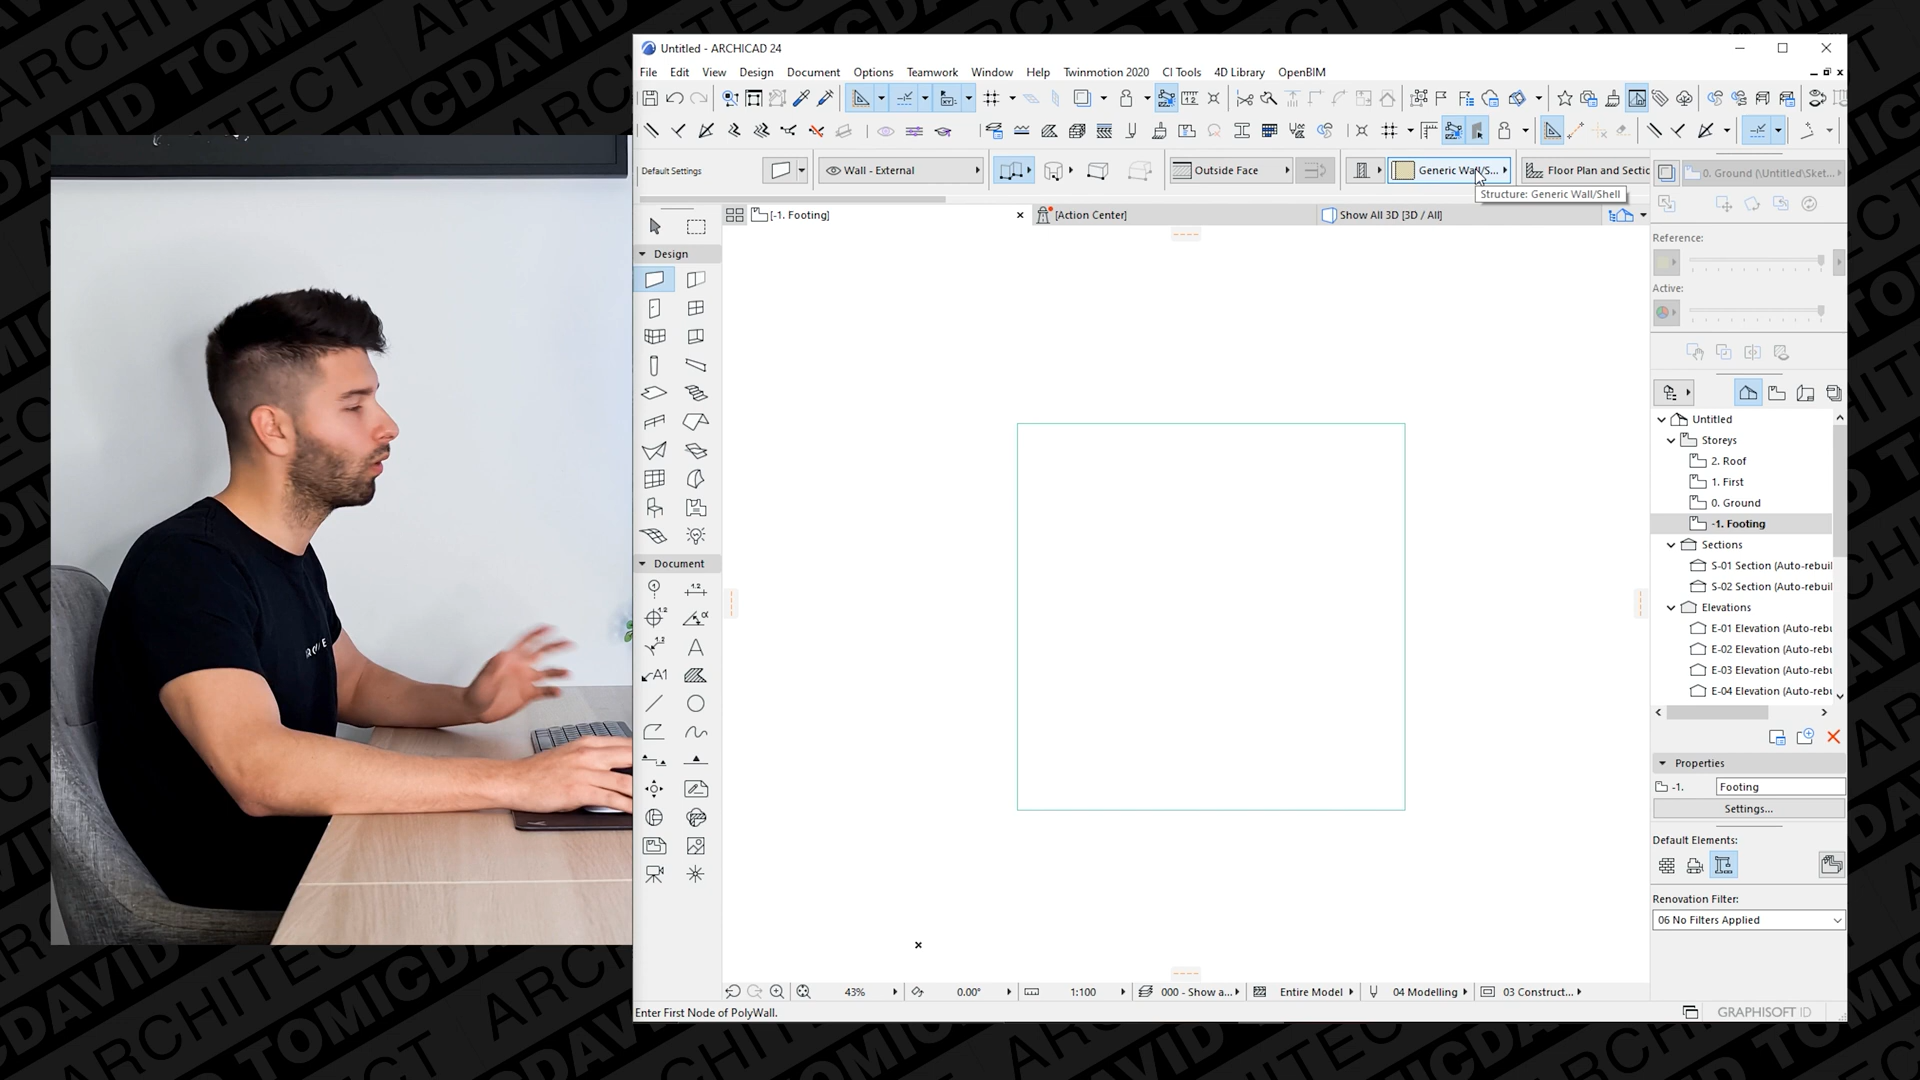 Untitled - ARCHICAD 24
File Edit View Design Document Options Teamwork Window Help Twinmotion 2020 CI Tools 4D Library OpenBIM
Default Settings
Wall - External
Outside Face
Generic Wall/S...
Floor Plan and Sectio
Structure: Generic Wall/Shell
0. Ground (\Untitled\Sket...
[-1. Footing]
[Action Center]
Show All 3D [3D / All]
Design
Document
Reference:
Active:
Untitled
Storeys
2. Roof
1. First
0. Ground
-1. Footing
Sections
S-01 Section (Auto-rebuil
S-02 Section (Auto-rebuil
Elevations
E-01 Elevation (Auto-rebu
E-02 Elevation (Auto-rebu
E-03 Elevation (Auto-rebu
E-04 Elevation (Auto-rebu
Properties
-1.
Footing
Settings...
Default Elements:
Renovation Filter:
06 No Filters Applied
43%
0.00°
1:100
000 - Show a...
Entire Model
04 Modelling
03 Construct...
Enter First Node of PolyWall.
GRAPHISOFT ID
DAVID TOMIC
ARCHITECT